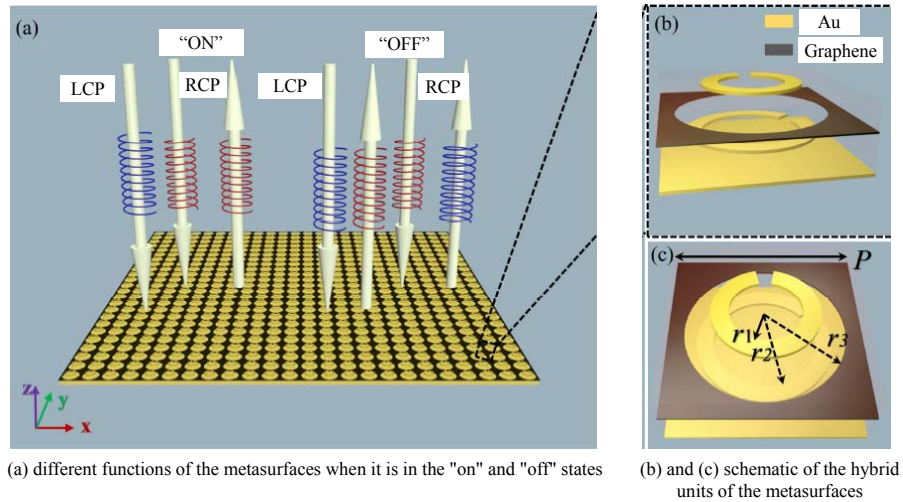 (a)
“ON”
“OFF”
LCP
RCP
LCP
RCP
z
y
x
(b)
Au
Graphene
(c)
P
r1
r2
r3
(a) different functions of the metasurfaces when it is in the "on" and "off" states
(b) and (c) schematic of the hybrid
units of the metasurfaces